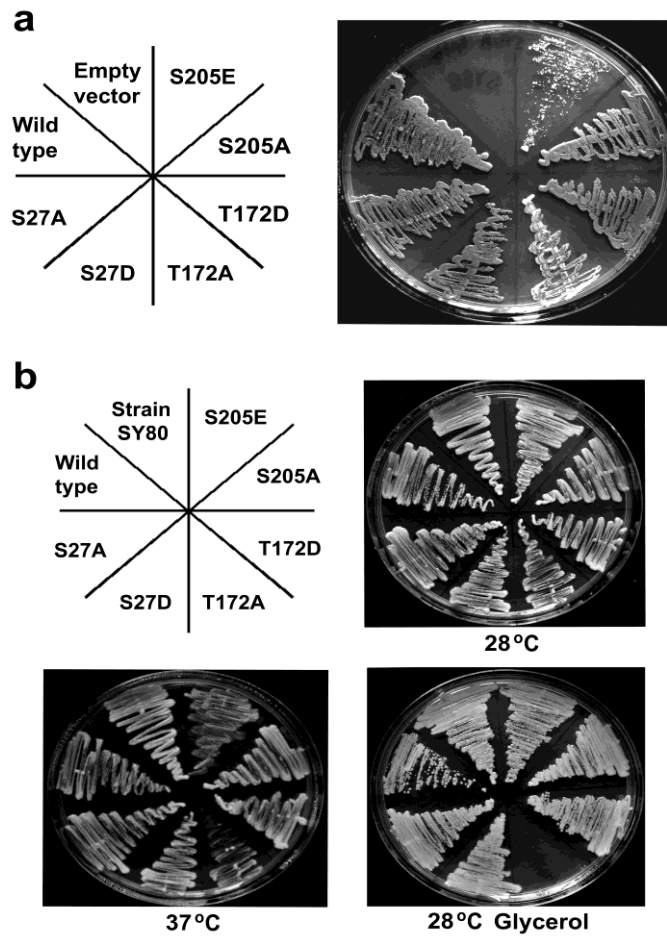 a
Empty
vector
S205E
Wild
type
S205A
S27A
T172D
S27D
T172A
b
Strain
SY80
S205E
Wild
type
S205A
S27A
T172D
S27D
T172A
28°C
37°C
28°C Glycerol